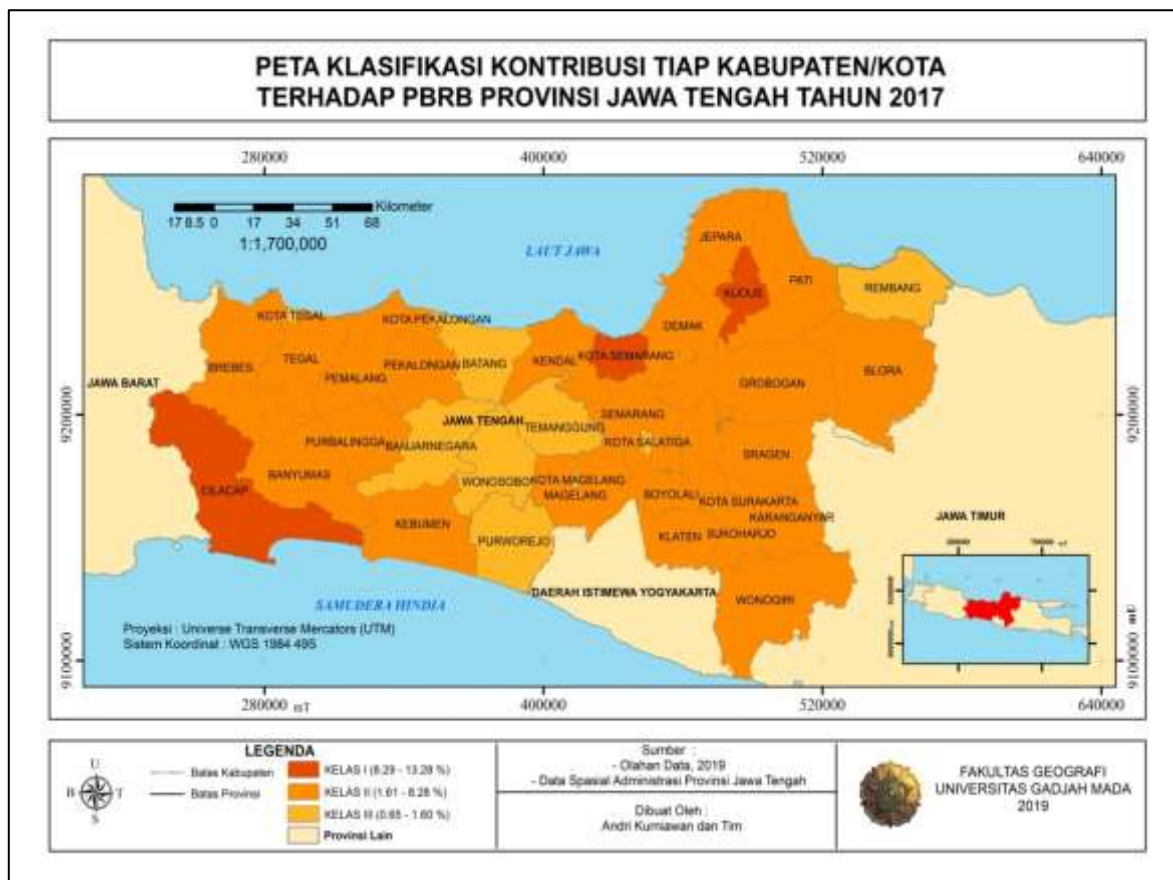 PETA KLASIFIKASI KONTRIBUSI TIAP KABUPATEN/KOTA
TERHADAP PBRB PROVINSI JAWA TENGAH TAHUN 2017
280000 400000 520000 640000
Kilometer
17 8.5 0 17 34 51 68
1:1,700,000
LAUT JAWA
JEPARA
KUDUS
PATI
REMBANG
KOTA TEGAL
KOTA PEKALONGAN
DEMAK
BREBES
TEGAL
PEMALANG
PEKALONGAN
BATANG
KENDAL
KOTA SEMARANG
GROBOGAN
BLORA
JAWA BARAT
JAWA TENGAH
TEMANGGUNG
SEMARANG
KOTA SALATIGA
PURBALINGGA
BANJARNEGARA
SRAGEN
BANYUMAS
WONOSOBO
KOTA MAGELANG
MAGELANG
BOYOLALI
KOTA SURAKARTA
KARANGANYAR
CILACAP
KEBUMEN
PURWOREJO
KLATEN
SUKOHARJO
JAWA TIMUR
DAERAH ISTIMEWA YOGYAKARTA
WONOGIRI
SAMUDERA HINDIA
Proyeksi : Universe Transverse Mercators (UTM)
Sistem Koordinat : WGS 1984 49S
9200000
9200000
9100000
9100000 mU
280000 mT 400000 520000 640000
LEGENDA
U
B T
S
Batas Kabupaten
Batas Provinsi
KELAS I (8.29 - 13.28 %)
KELAS II (1.61 - 8.28 %)
KELAS III (0.65 - 1.60 %)
Provinsi Lain
Sumber :
- Olahan Data, 2019
- Data Spasial Administrasi Provinsi Jawa Tengah
Dibuat Oleh :
Andri Kurniawan dan Tim
FAKULTAS GEOGRAFI
UNIVERSITAS GADJAH MADA
2019